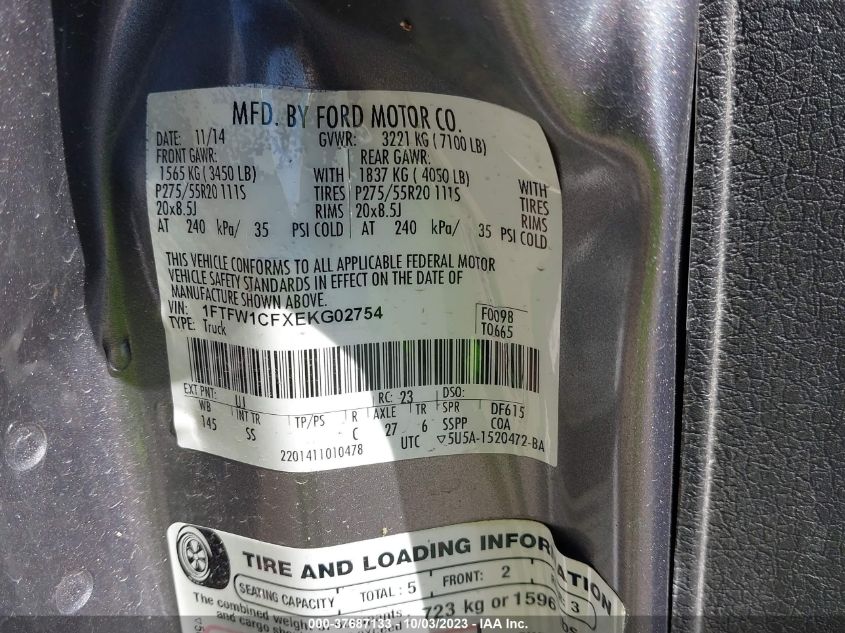 MFD. BY FORD MOTOR CO.
DATE: 11/14 GVWR: 3221 KG ( 7100 LB)
FRONT GAWR: REAR GAWR:
1565 KG ( 3450 LB) WITH 1837 KG ( 4050 LB) WITH
P275/55R20 111S TIRES P275/55R20 111S TIRES
20x8.5J RIMS 20x8.5J RIMS
AT 240 kPa/ 35 PSI COLD AT 240 kPa/ 35 PSI COLD
THIS VEHICLE CONFORMS TO ALL APPLICABLE FEDERAL MOTOR
VEHICLE SAFETY STANDARDS IN EFFECT ON THE DATE OF
MANUFACTURE SHOWN ABOVE.
VIN: 1FTFW1CFXEKG02754 F0098
TYPE: Truck T0665
EXT PNT: UJ RC: 23 DSO:
WB INT TR TP/PS R AXLE TR SPR DF615
145 SS C 27 6 SSPP COA
2201411010478 UTC ▽5U5A-1520472-BA
TIRE AND LOADING INFORMATION
SEATING CAPACITY TOTAL : 5 FRONT: 2 3
The combined weight of occupants
and cargo 723 kg or 1596
000-37687133 - 10/03/2023 - IAA Inc.